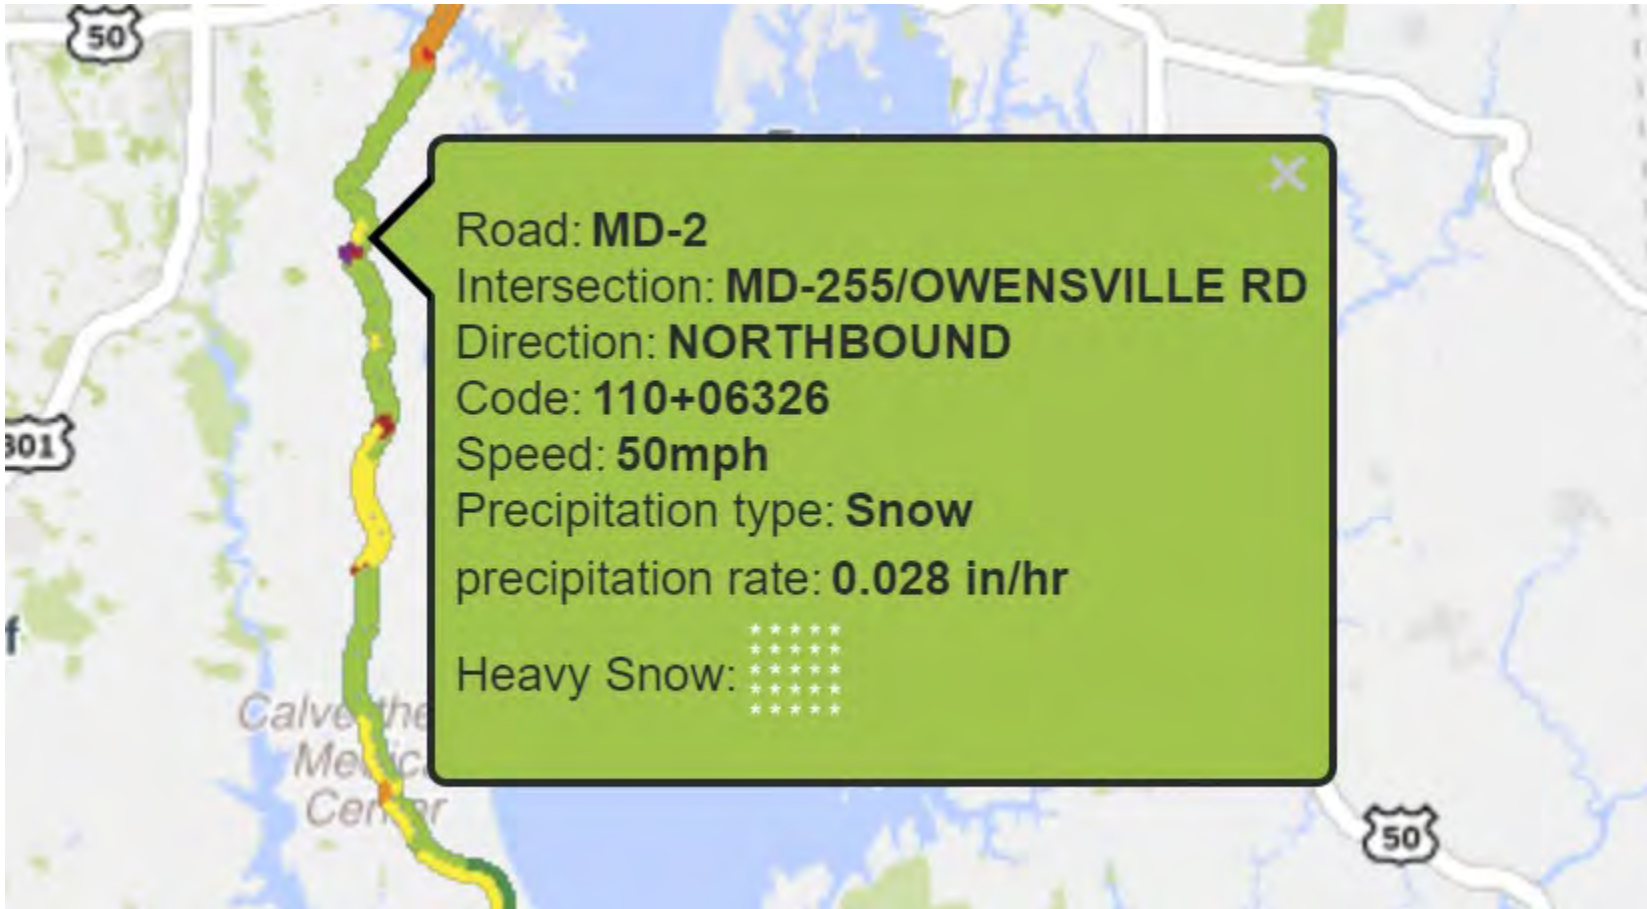 50
Road: MD-2
Intersection: MD-255/OWENSVILLE RD
Direction: NORTHBOUND
Code: 110+06326
Speed: 50mph
Precipitation type: Snow
precipitation rate: 0.028 in/hr
Heavy Snow:
301
f
Center
50